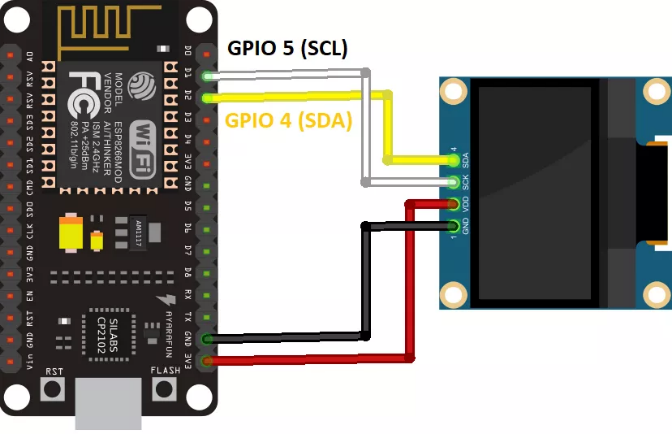 GPIO 5 (SCL)
GPIO 4 (SDA)
A0
RSV
RSV
SD3
SD2
SD1
CMD
SD0
CLK
GND
3V3
EN
RST
GND
Vin
D0
D1
D2
D3
D4
3V3
GND
D5
D6
D7
D8
RX
TX
GND
3V3
FC
MODEL
VENDOR
ESP8266MOD
AI/THINKER
ISM 2.4GHz
PA +25dBm
802.11b/g/n
Wi Fi
AM1117
SILABS
CP2102
AYARAFUN
RST
FLASH
4
SDA
SCK
VDD
GND
1